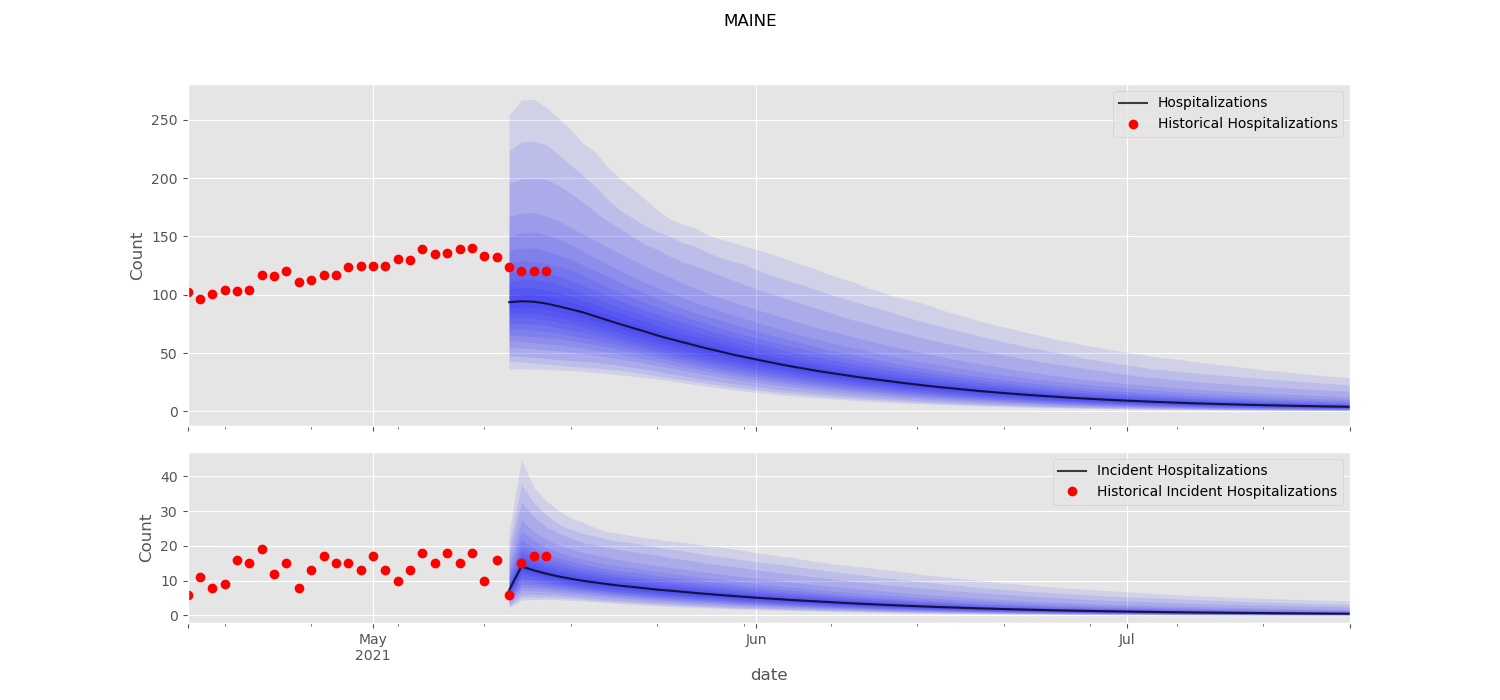 MAINE
Hospitalizations
Historical Hospitalizations
250
200
150
100
50
0
Count
Incident Hospitalizations
Historical Incident Hospitalizations
40
30
20
10
0
Count
May
2021
Jun
Jul
date